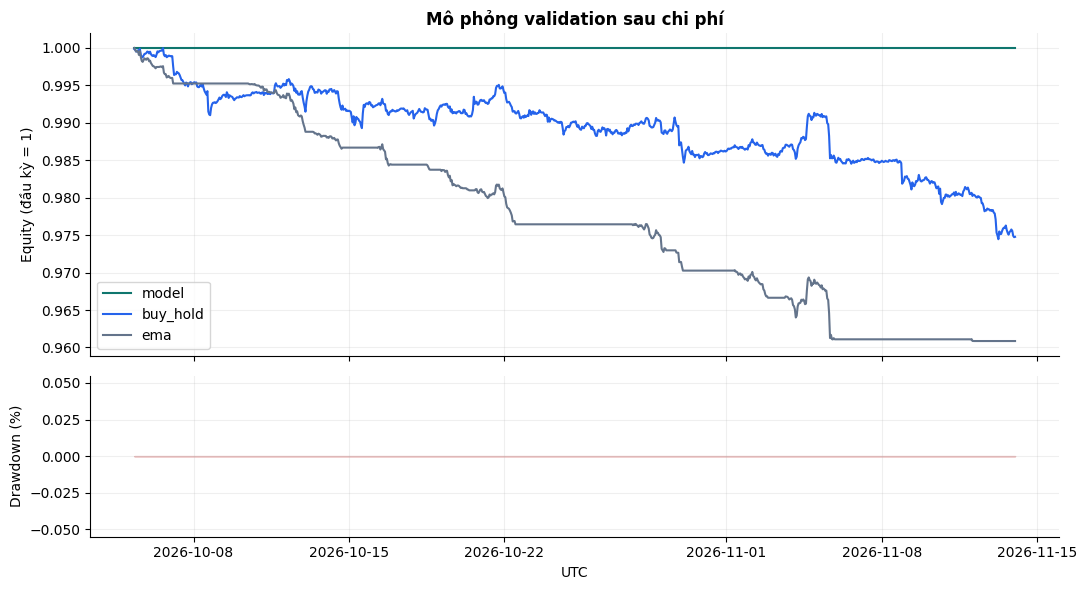 Mô phỏng validation sau chi phí
Equity (đầu kỳ = 1)
1.000
0.995
0.990
0.985
0.980
0.975
0.970
0.965
0.960
model
buy_hold
ema
Drawdown (%)
0.050
0.025
0.000
−0.025
−0.050
2026-10-08
2026-10-15
2026-10-22
2026-11-01
2026-11-08
2026-11-15
UTC